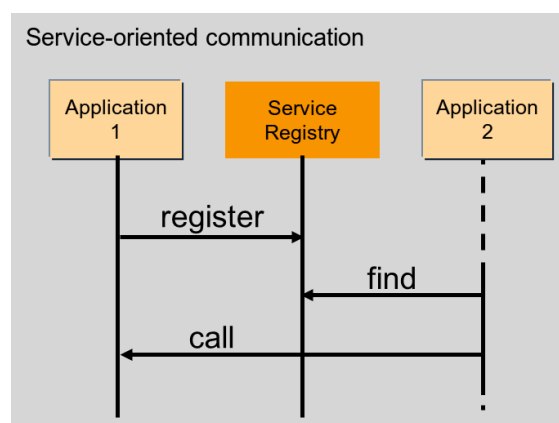 Service-oriented communication
Application
1
Service
Registry
Application
2
register
find
call